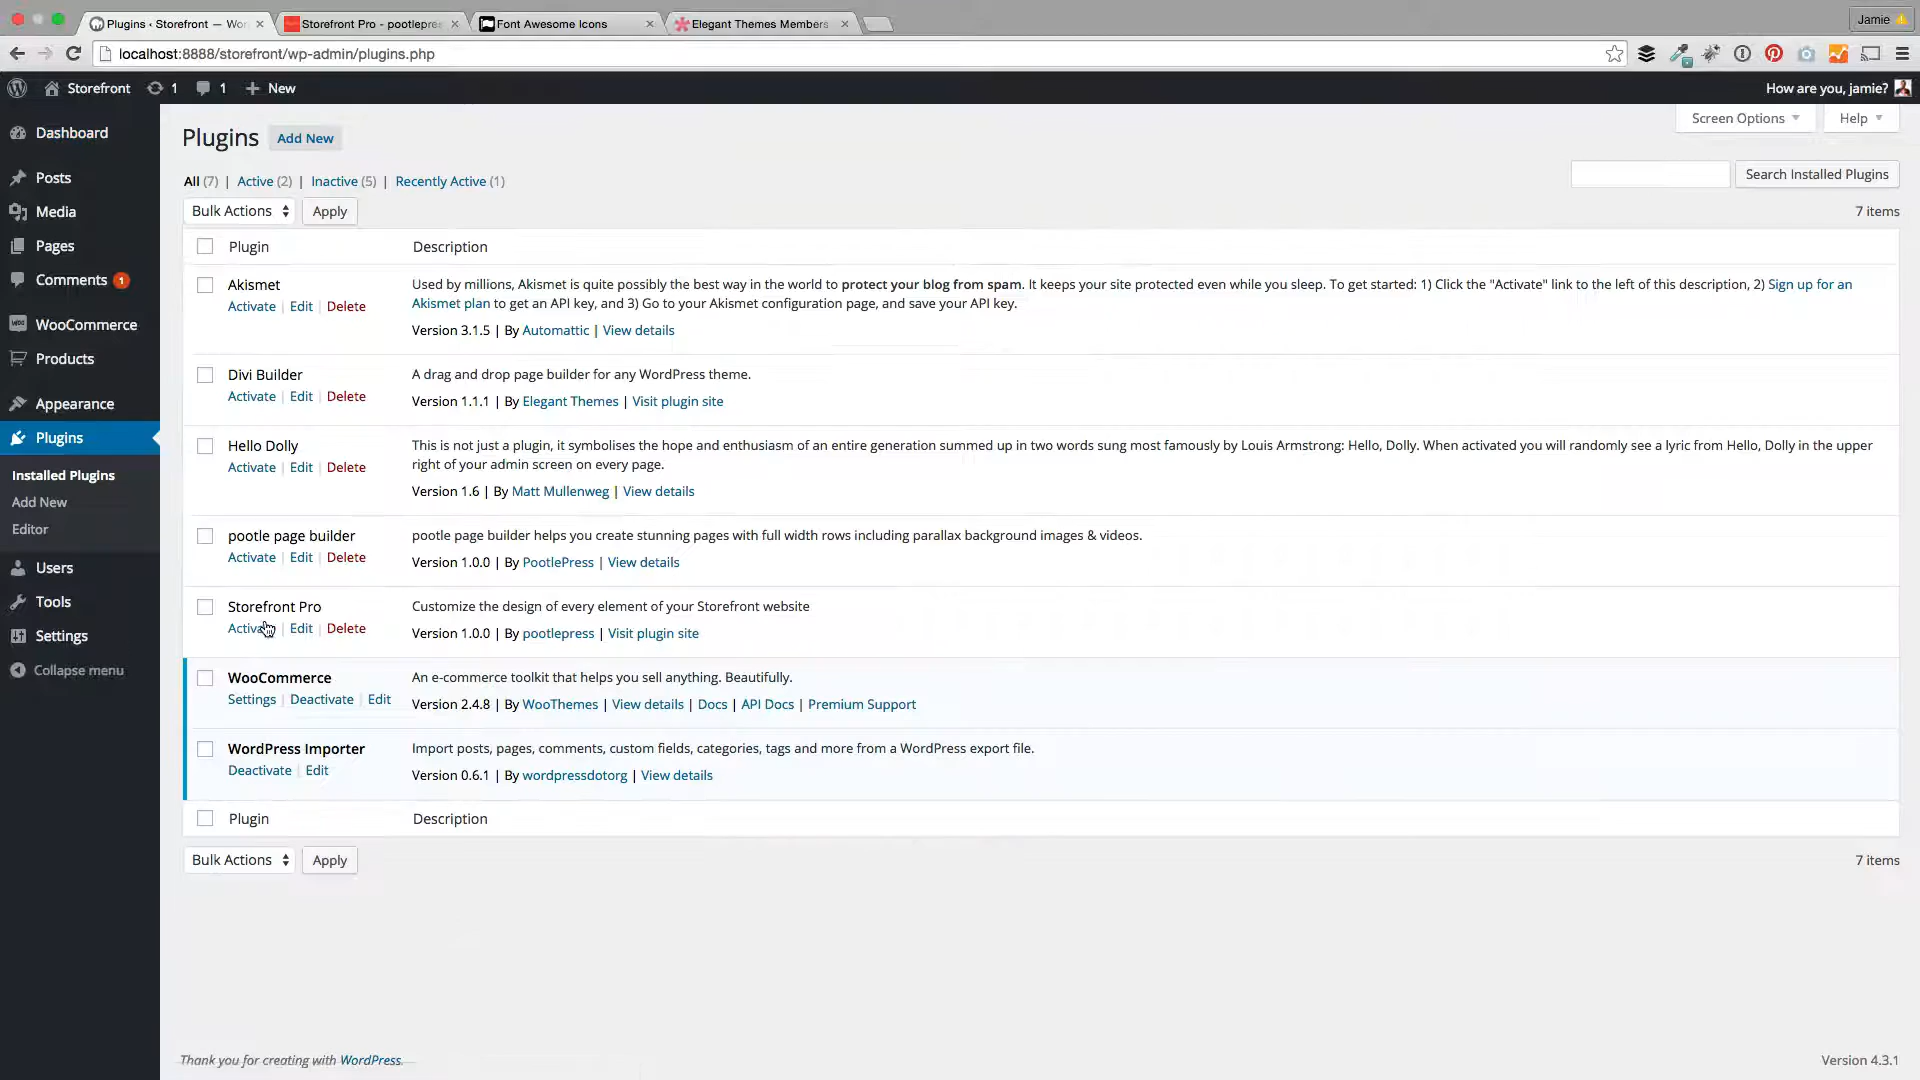 Plugins ‹ Storefront — Wor
Storefront Pro - pootlepres
Font Awesome Icons
Elegant Themes Members
Jamie
localhost:8888/storefront/wp-admin/plugins.php
Storefront 1 1 + New
How are you, jamie?
Dashboard
Posts
Media
Pages
Comments 1
WooCommerce
Products
Appearance
Plugins
Installed Plugins
Add New
Editor
Users
Tools
Settings
Collapse menu
Plugins Add New
Screen Options
Help
All (7) | Active (2) | Inactive (5) | Recently Active (1)
Search Installed Plugins
Bulk Actions Apply
7 items
Plugin Description
Akismet
Activate | Edit | Delete
Used by millions, Akismet is quite possibly the best way in the world to protect your blog from spam. It keeps your site protected even while you sleep. To get started: 1) Click the "Activate" link to the left of this description, 2) Sign up for an
Akismet plan to get an API key, and 3) Go to your Akismet configuration page, and save your API key.
Version 3.1.5 | By Automattic | View details
Divi Builder
Activate | Edit | Delete
A drag and drop page builder for any WordPress theme.
Version 1.1.1 | By Elegant Themes | Visit plugin site
Hello Dolly
Activate | Edit | Delete
This is not just a plugin, it symbolises the hope and enthusiasm of an entire generation summed up in two words sung most famously by Louis Armstrong: Hello, Dolly. When activated you will randomly see a lyric from Hello, Dolly in the upper
right of your admin screen on every page.
Version 1.6 | By Matt Mullenweg | View details
pootle page builder
Activate | Edit | Delete
pootle page builder helps you create stunning pages with full width rows including parallax background images & videos.
Version 1.0.0 | By PootlePress | View details
Storefront Pro
Activate | Edit | Delete
Customize the design of every element of your Storefront website
Version 1.0.0 | By pootlepress | Visit plugin site
WooCommerce
Settings | Deactivate | Edit
An e-commerce toolkit that helps you sell anything. Beautifully.
Version 2.4.8 | By WooThemes | View details | Docs | API Docs | Premium Support
WordPress Importer
Deactivate | Edit
Import posts, pages, comments, custom fields, categories, tags and more from a WordPress export file.
Version 0.6.1 | By wordpressdotorg | View details
Plugin Description
Bulk Actions Apply
7 items
Thank you for creating with WordPress.
Version 4.3.1